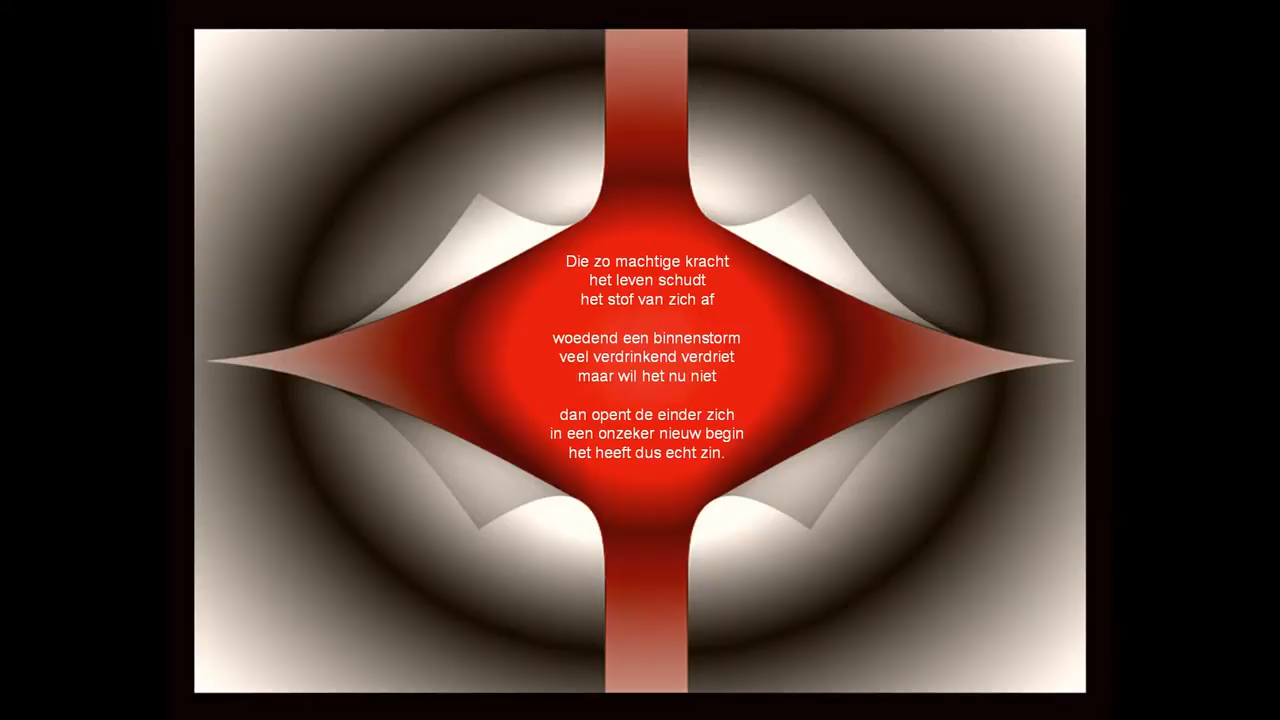 Die zo machtige kracht
het leven schudt
het stof van zich af
woedend een binnenstorm
veel verdrinkend verdriet
maar wil het nu niet
dan opent de einder zich
in een onzeker nieuw begin
het heeft dus echt zin.